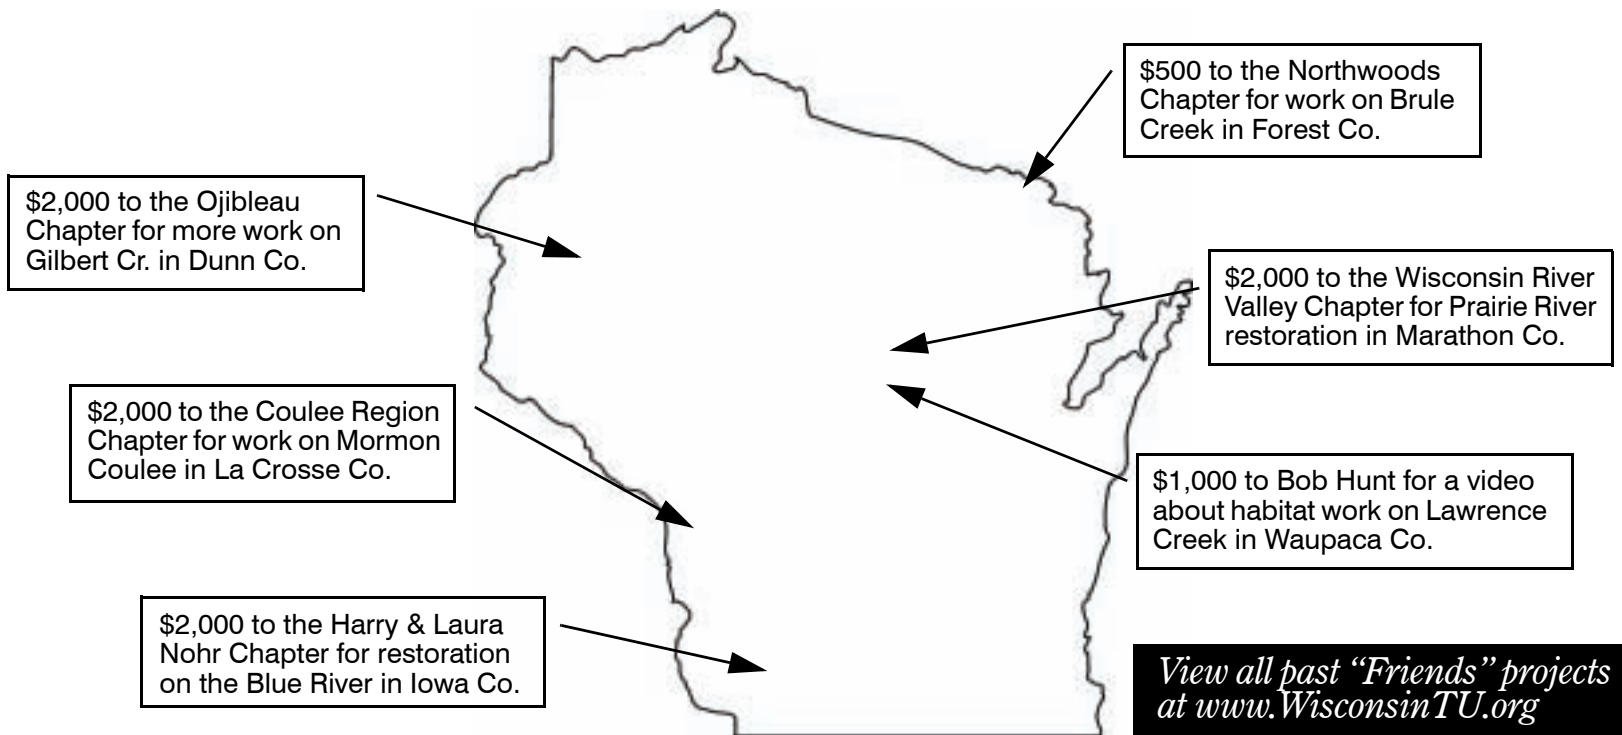 $500 to the Northwoods
Chapter for work on Brule
Creek in Forest Co.
$2,000 to the Ojibleau
Chapter for more work on
Gilbert Cr. in Dunn Co.
$2,000 to the Wisconsin River
Valley Chapter for Prairie River
restoration in Marathon Co.
$2,000 to the Coulee Region
Chapter for work on Mormon
Coulee in La Crosse Co.
$1,000 to Bob Hunt for a video
about habitat work on Lawrence
Creek in Waupaca Co.
$2,000 to the Harry & Laura
Nohr Chapter for restoration
on the Blue River in Iowa Co.
View all past “Friends” projects
at www.WisconsinTU.org